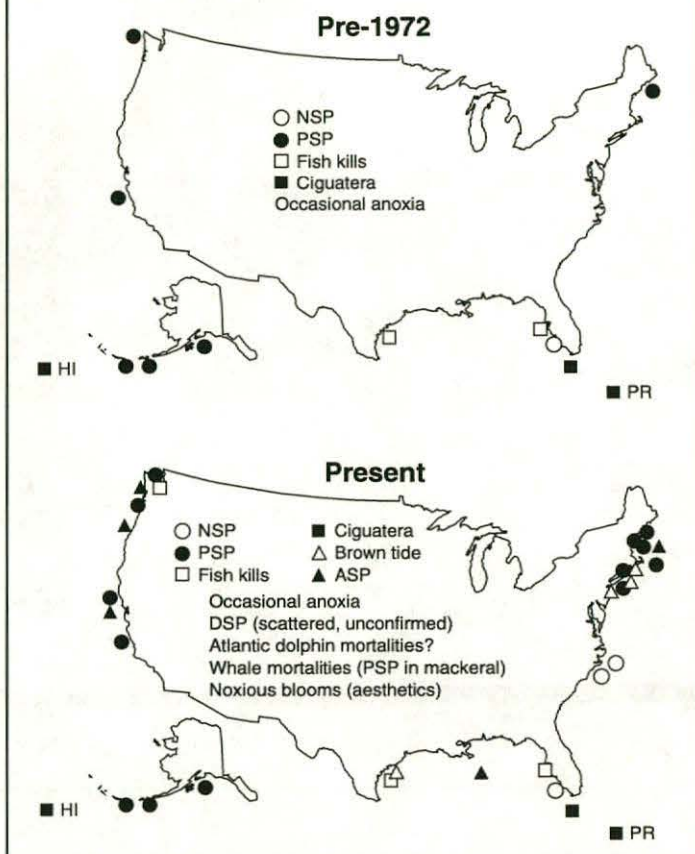 Pre-1972
NSP
PSP
Fish kills
Ciguatera
Occasional anoxia
HI
PR
Present
NSP
PSP
Fish kills
Ciguatera
Brown tide
ASP
Occasional anoxia
DSP (scattered, unconfirmed)
Atlantic dolphin mortalities?
Whale mortalities (PSP in mackeral)
Noxious blooms (aesthetics)
HI
PR